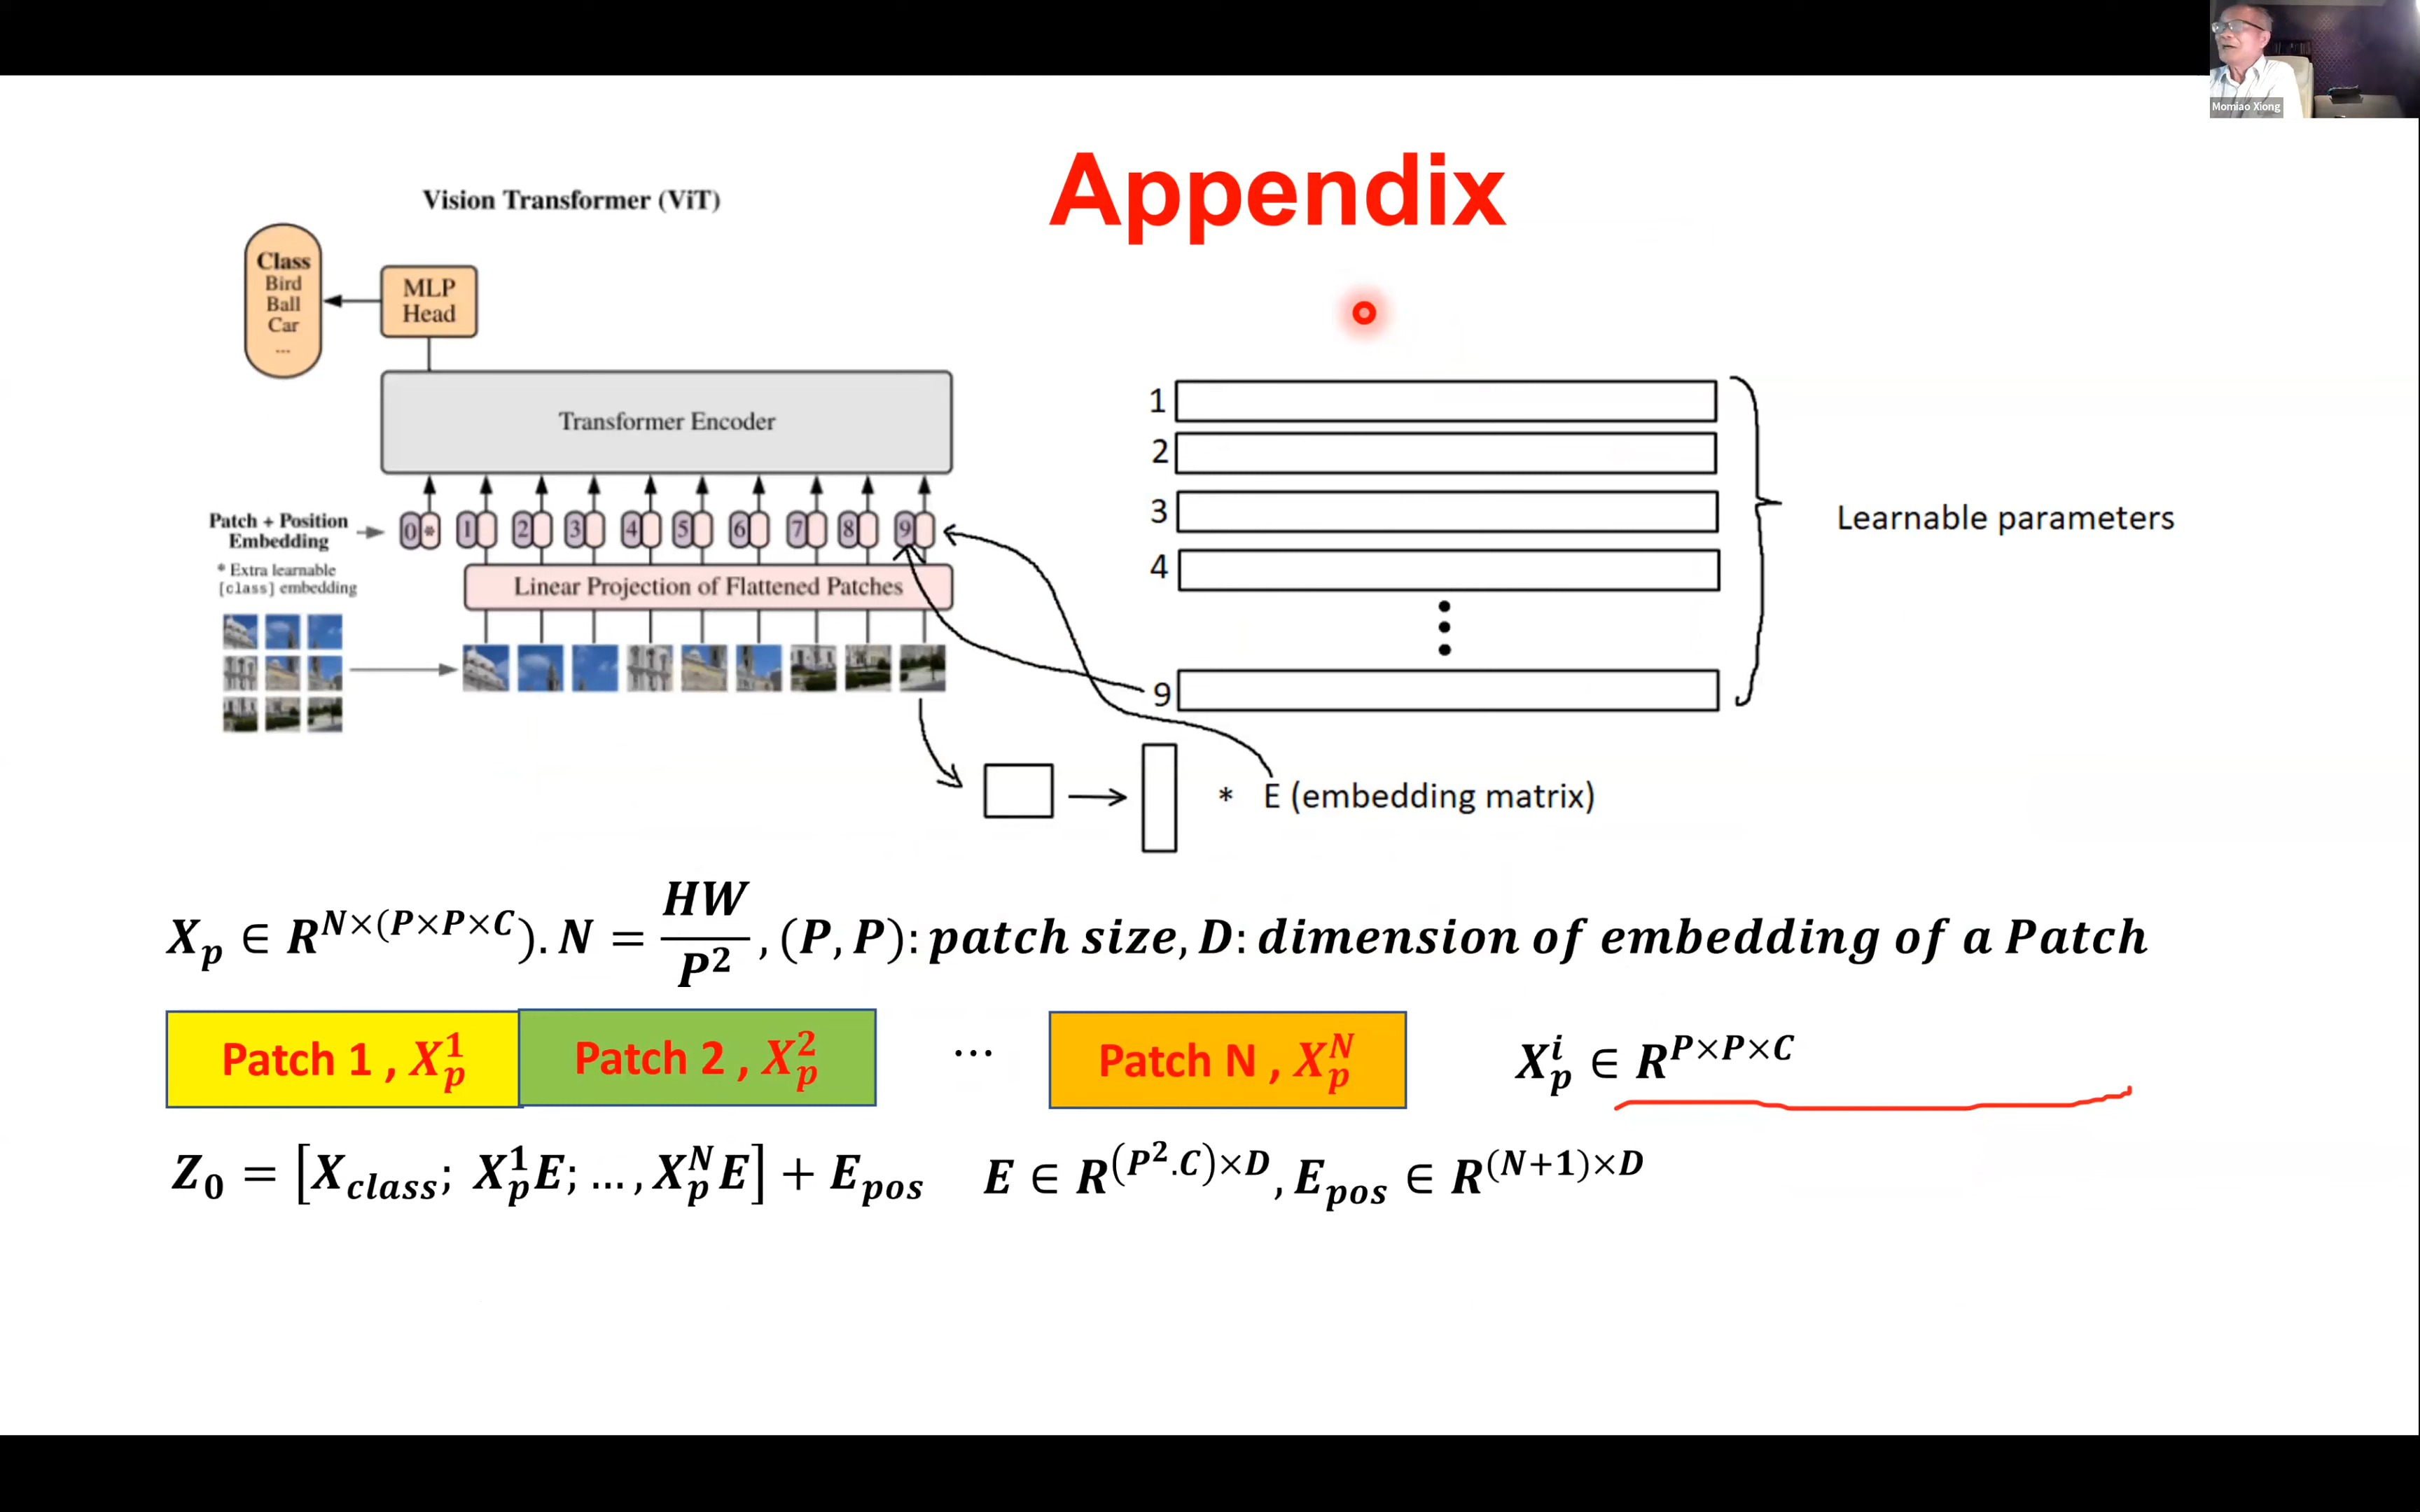 Momiao Xiong
Appendix
Vision Transformer (ViT)
Class
Bird
Ball
Car
...
MLP
Head
Transformer Encoder
Patch + Position
Embedding
* Extra learnable
[class] embedding
0 * 1 2 3 4 5 6 7 8 9
Linear Projection of Flattened Patches
1
2
3
4
9
Learnable parameters
* E (embedding matrix)
X_p ∈ R^{N×(P×P×C)}. N = HW/P^2, (P, P): patch size, D: dimension of embedding of a Patch
Patch 1 , X_p^1 Patch 2 , X_p^2 ... Patch N , X_p^N X_p^i ∈ R^{P×P×C}
Z_0 = [X_class; X_p^1 E; ..., X_p^N E] + E_pos E ∈ R^{(P^2.C)×D}, E_pos ∈ R^{(N+1)×D}